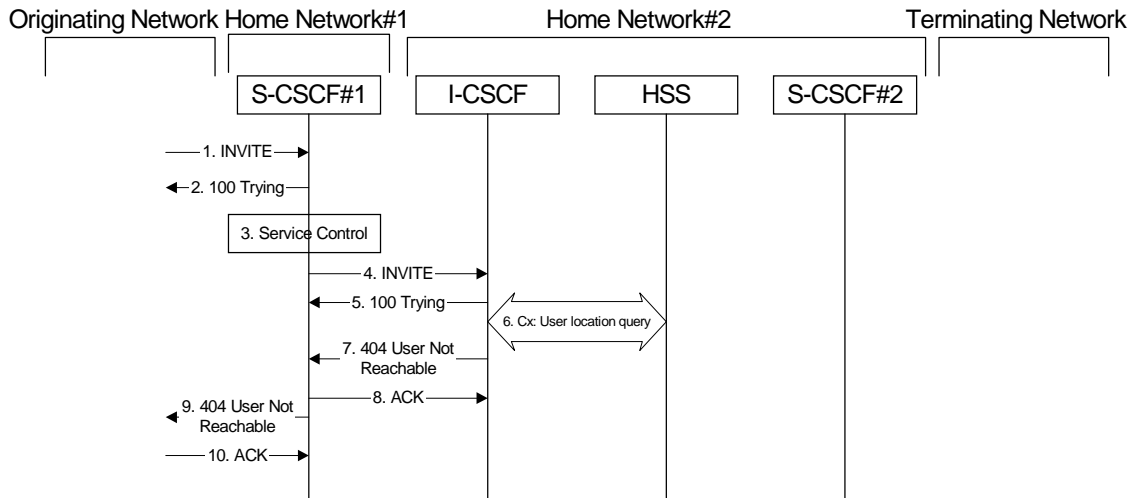 Originating Network
Home Network#1
Home Network#2
Terminating Network
S-CSCF#1
I-CSCF
HSS
S-CSCF#2
1. INVITE
2. 100 Trying
3. Service Control
4. INVITE
5. 100 Trying
6. Cx: User location query
7. 404 User Not
Reachable
8. ACK
9. 404 User Not
Reachable
10. ACK